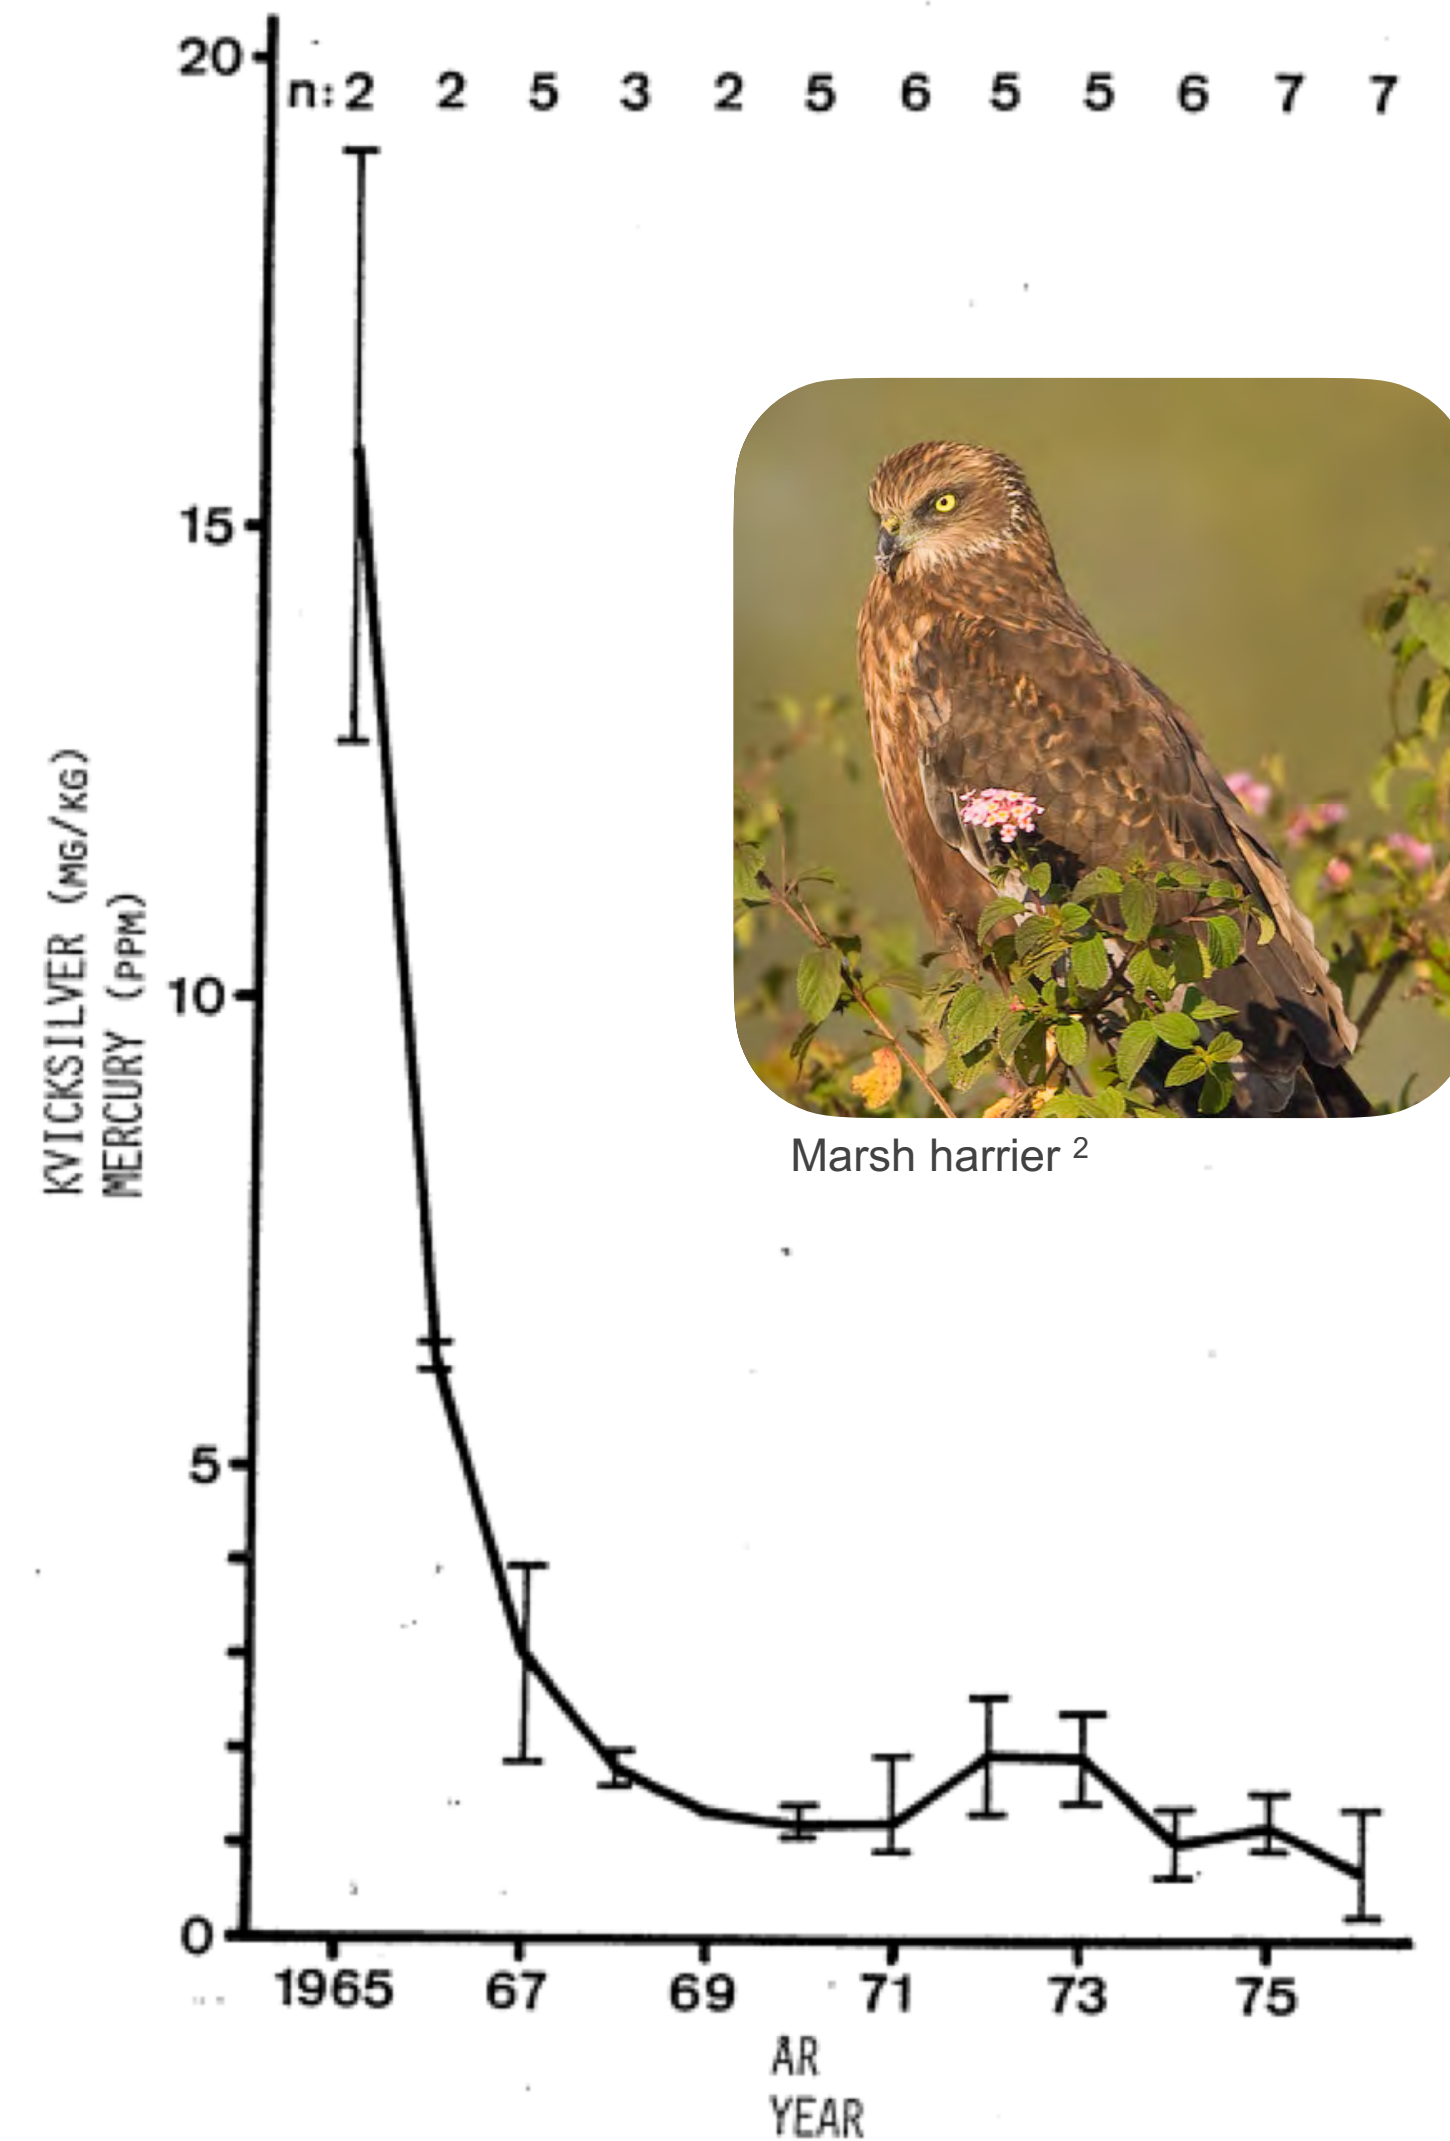 20
n: 2 2 5 3 2 5 6 5 5 6 7 7
15
10
5
0
KVICKSILVER (MG/KG)
MERCURY (PPM)
Marsh harrier 2
1965 67 69 71 73 75
ÅR
YEAR